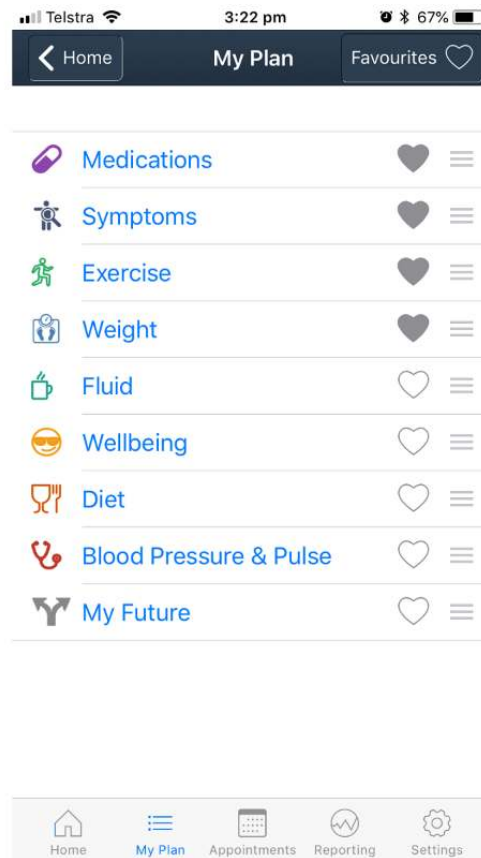 Telstra 3:22 pm 67%
Home My Plan Favourites
Medications
Symptoms
Exercise
Weight
Fluid
Wellbeing
Diet
Blood Pressure & Pulse
My Future
Home My Plan Appointments Reporting Settings